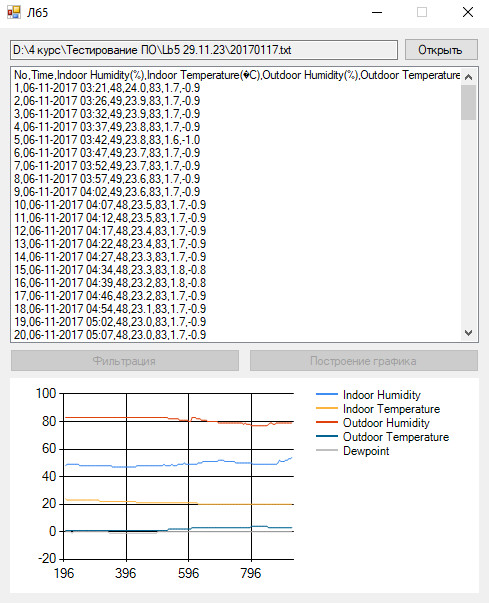 Лб5
D:\4 курс\Тестирование ПО\Lb5 29.11.23\20170117.txt
Открыть
No,Time,Indoor Humidity(%),Indoor Temperature(�C),Outdoor Humidity(%),Outdoor Temperature
1,06-11-2017 03:21,48,24.0,83,1.7,-0.9
2,06-11-2017 03:26,49,23.9,83,1.7,-0.9
3,06-11-2017 03:32,49,23.9,83,1.7,-0.9
4,06-11-2017 03:37,49,23.8,83,1.7,-0.9
5,06-11-2017 03:42,49,23.8,83,1.6,-1.0
6,06-11-2017 03:47,49,23.7,83,1.7,-0.9
7,06-11-2017 03:52,49,23.7,83,1.7,-0.9
8,06-11-2017 03:57,49,23.6,83,1.7,-0.9
9,06-11-2017 04:02,49,23.6,83,1.7,-0.9
10,06-11-2017 04:07,48,23.5,83,1.7,-0.9
11,06-11-2017 04:12,48,23.5,83,1.7,-0.9
12,06-11-2017 04:17,48,23.4,83,1.7,-0.9
13,06-11-2017 04:22,48,23.4,83,1.7,-0.9
14,06-11-2017 04:27,48,23.3,83,1.7,-0.9
15,06-11-2017 04:34,48,23.3,83,1.8,-0.8
16,06-11-2017 04:39,48,23.2,83,1.8,-0.8
17,06-11-2017 04:46,48,23.2,83,1.7,-0.9
18,06-11-2017 04:54,48,23.1,83,1.7,-0.9
19,06-11-2017 05:02,48,23.0,83,1.7,-0.9
20,06-11-2017 05:07,48,23.0,83,1.7,-0.9
Фильтрация
Построение графика
100
80
60
40
20
0
-20
196 396 596 796
Indoor Humidity
Indoor Temperature
Outdoor Humidity
Outdoor Temperature
Dewpoint